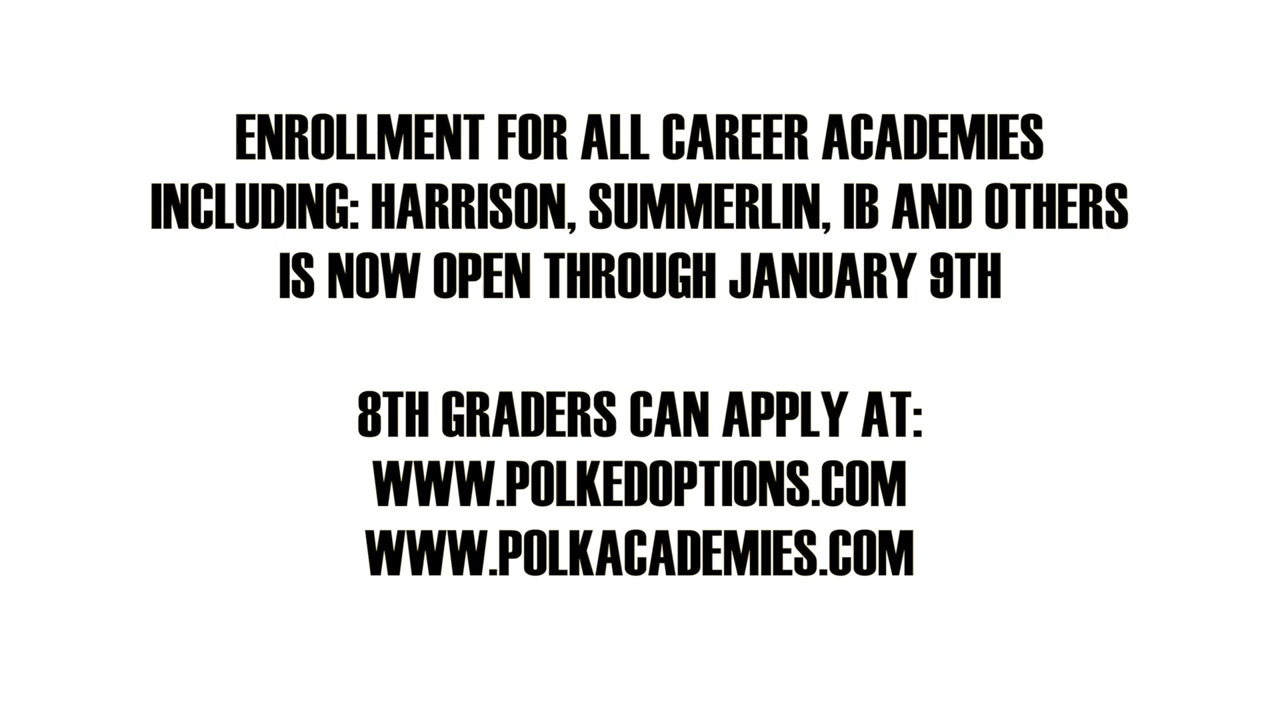 ENROLLMENT FOR ALL CAREER ACADEMIES
INCLUDING: HARRISON, SUMMERLIN, IB AND OTHERS
IS NOW OPEN THROUGH JANUARY 9TH
8TH GRADERS CAN APPLY AT:
WWW.POLKEDOPTIONS.COM
WWW.POLKACADEMIES.COM